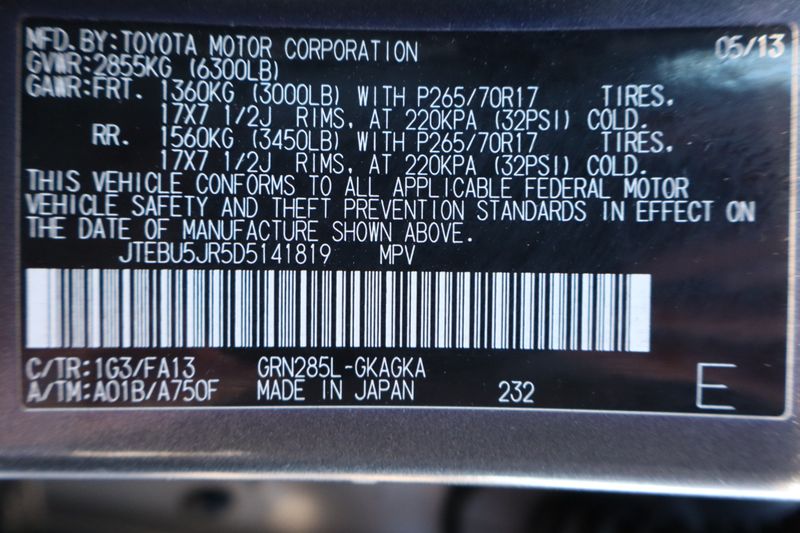 MFD.BY:TOYOTA MOTOR CORPORATION 05/13
GVWR:2855KG (6300LB)
GAWR:FRT. 1360KG (3000LB) WITH P265/70R17 TIRES,
17X7 1/2J RIMS, AT 220KPA (32PSI) COLD.
RR. 1560KG (3450LB) WITH P265/70R17 TIRES,
17X7 1/2J RIMS, AT 220KPA (32PSI) COLD.
THIS VEHICLE CONFORMS TO ALL APPLICABLE FEDERAL MOTOR
VEHICLE SAFETY AND THEFT PREVENTION STANDARDS IN EFFECT ON
THE DATE OF MANUFACTURE SHOWN ABOVE.
JTEBU5JR5D5141819 MPV
C/TR:1G3/FA13 GRN285L-GKAGKA
A/TM:A01B/A750F MADE IN JAPAN 232 E